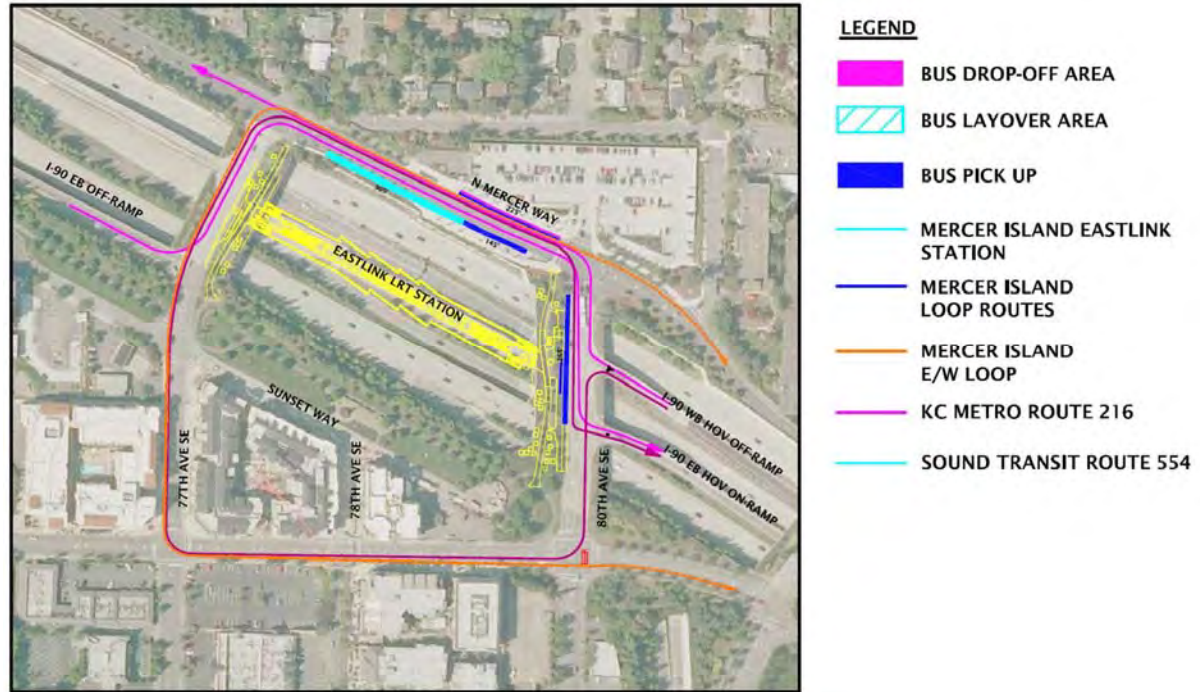 I-90 EB OFF-RAMP
N MERCER WAY
225'
145'
EASTLINK LRT STATION
SUNSET WAY
77TH AVE SE
78TH AVE SE
80TH AVE SE
I-90 WB HOV-OFF-RAMP
I-90 EB HOV ON-RAMP
LEGEND
BUS DROP-OFF AREA
BUS LAYOVER AREA
BUS PICK UP
MERCER ISLAND EASTLINK
STATION
MERCER ISLAND
LOOP ROUTES
MERCER ISLAND
E/W LOOP
KC METRO ROUTE 216
SOUND TRANSIT ROUTE 554